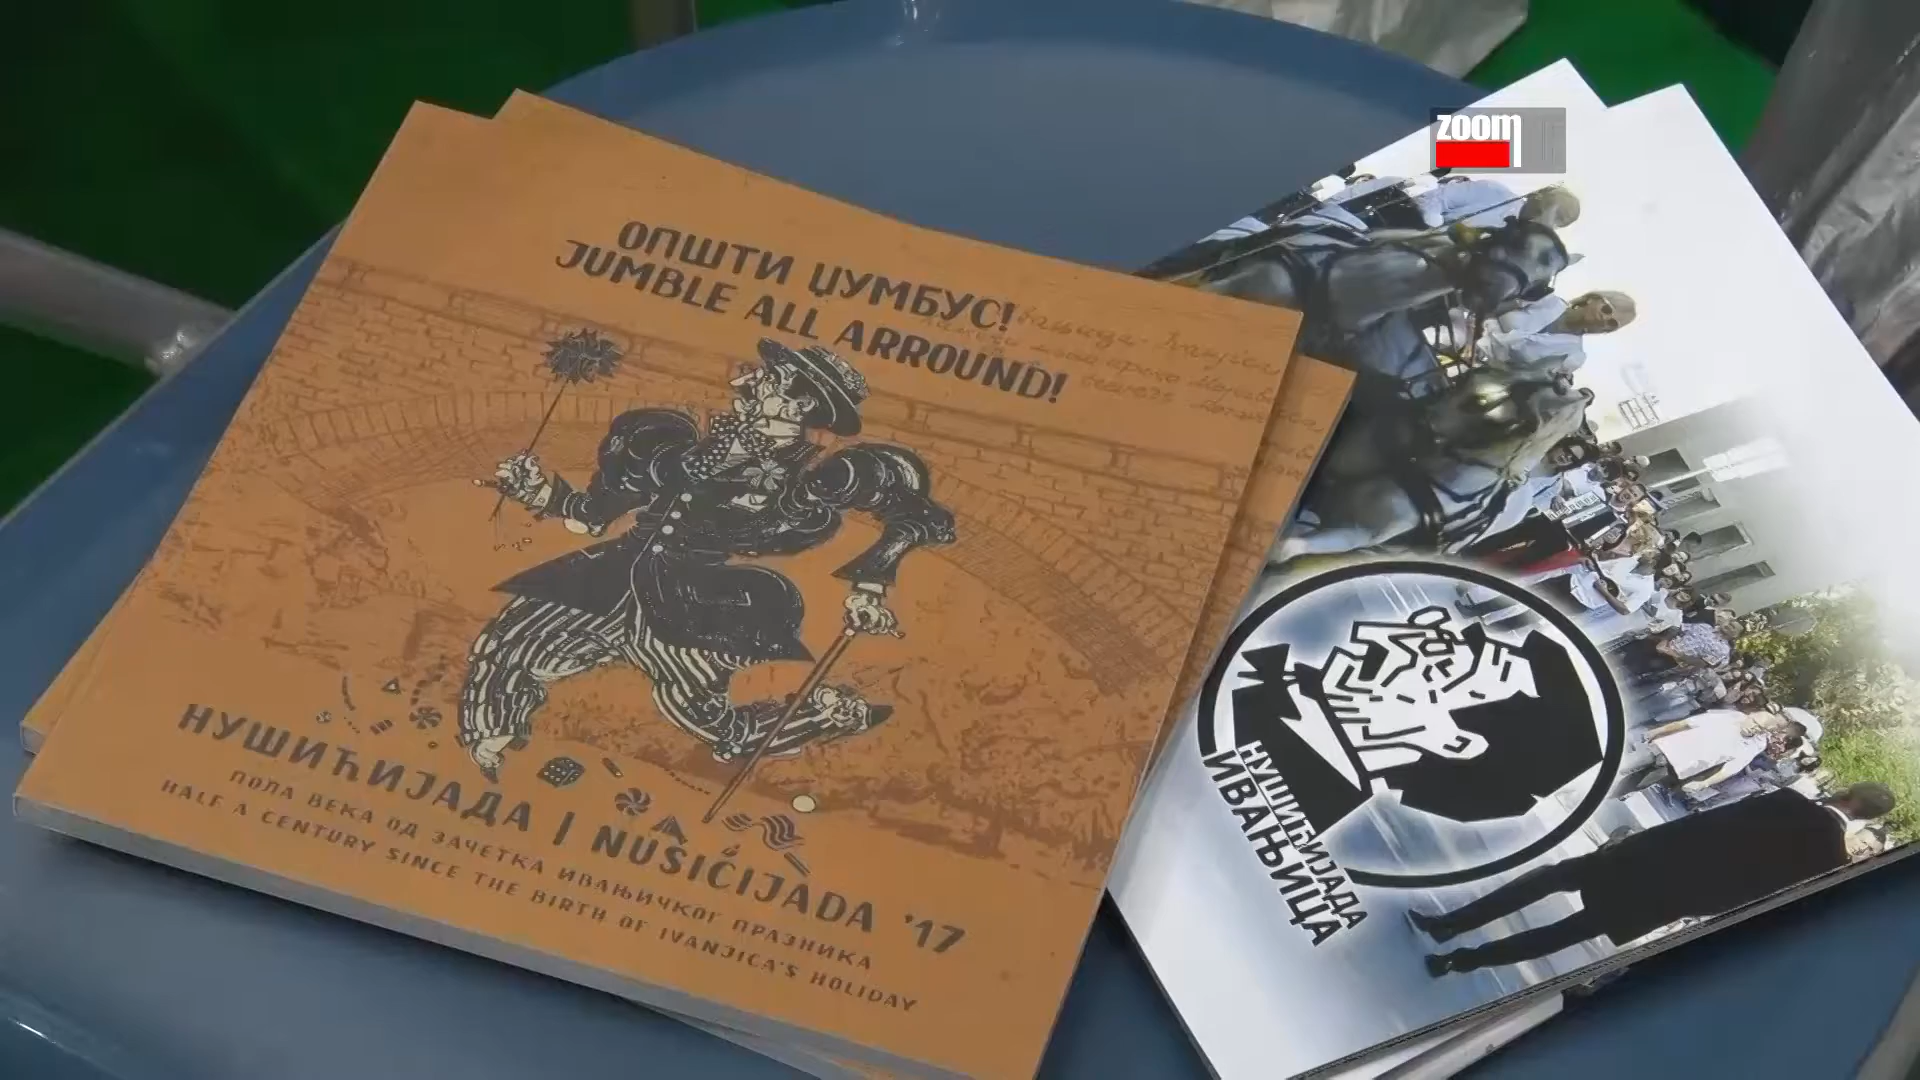 zoom
ОПШТИ ЏУМБУС!
JUMBLE ALL ARROUND!
НУШИЋИЈАДА | NUŠIĆIJADA '17
ПОЛА ВЕКА ОД ЗАЧЕТКА ИВАЊИЧКОГ ПРАЗНИКА
HALF A CENTURY SINCE THE BIRTH OF IVANJICA'S HOLIDAY
НУШИЋИЈАДА
ИВАЊИЦА